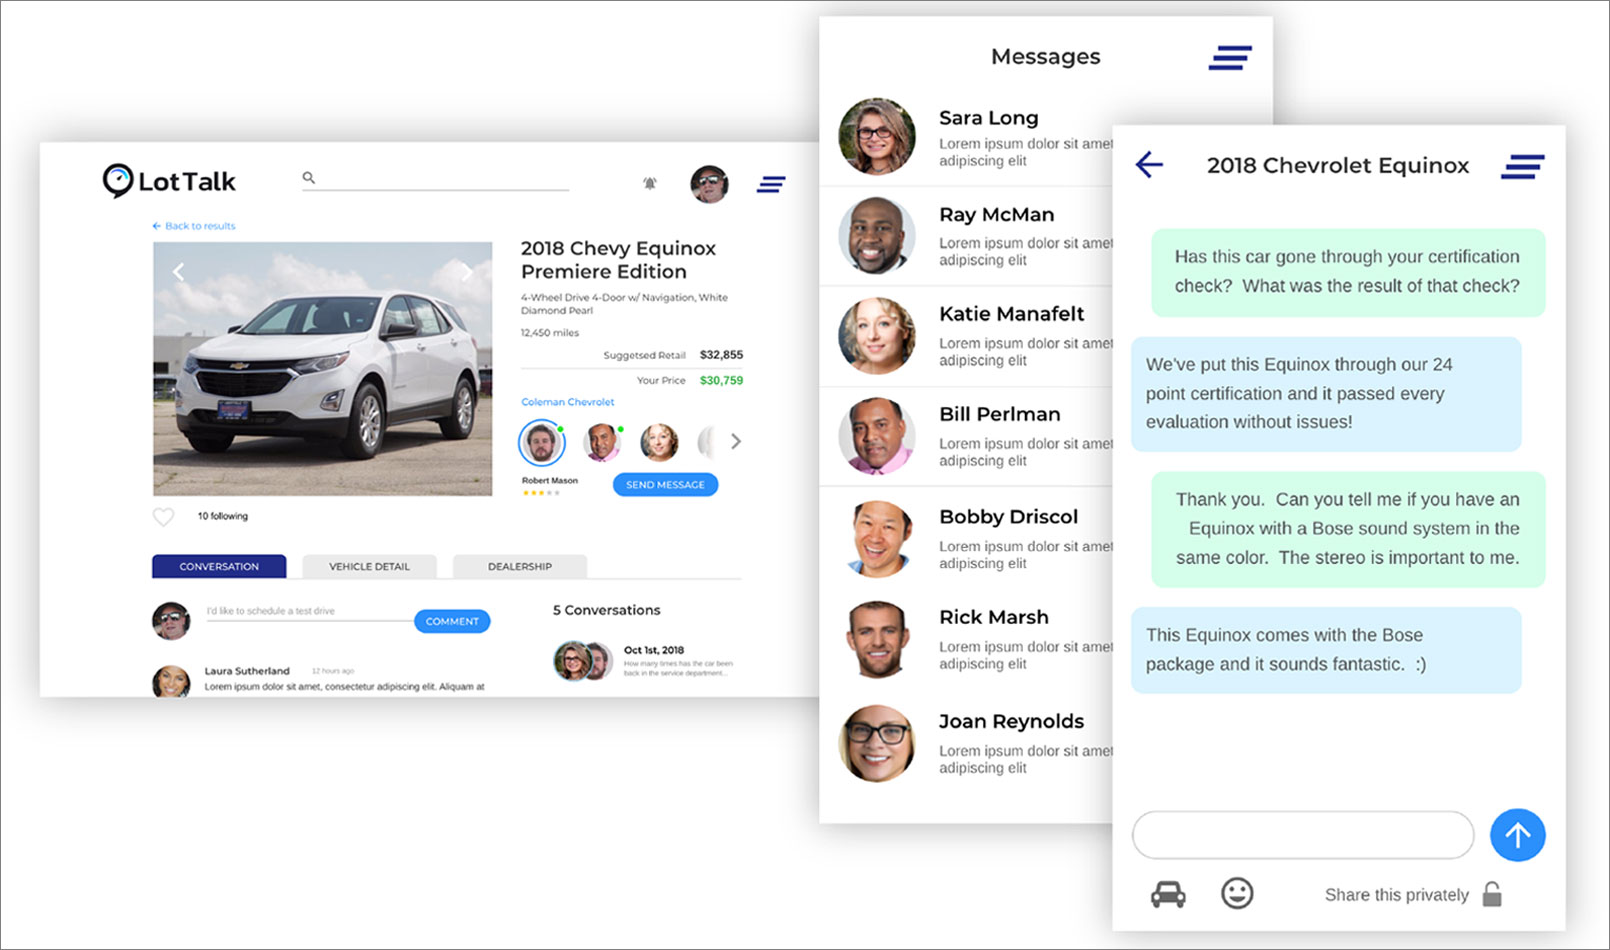 LotTalk
Back to results
2018 Chevy Equinox
Premiere Edition
4-Wheel Drive 4-Door w/ Navigation, White
Diamond Pearl
12,450 miles
Suggetsed Retail $32,855
Your Price $30,759
Coleman Chevrolet
Robert Mason
SEND MESSAGE
10 following
CONVERSATION
VEHICLE DETAIL
DEALERSHIP
I'd like to schedule a test drive
COMMENT
Laura Sutherland 12 hours ago
Lorem ipsum dolor sit amet, consectetur adipiscing elit. Aliquam at
5 Conversations
Oct 1st, 2018
How many times has the car been
back in the service department...
Messages
Sara Long
Lorem ipsum dolor sit amet
adipiscing elit
Ray McMan
Lorem ipsum dolor sit amet
adipiscing elit
Katie Manafelt
Lorem ipsum dolor sit amet
adipiscing elit
Bill Perlman
Lorem ipsum dolor sit amet
adipiscing elit
Bobby Driscol
Lorem ipsum dolor sit amet
adipiscing elit
Rick Marsh
Lorem ipsum dolor sit amet
adipiscing elit
Joan Reynolds
Lorem ipsum dolor sit amet
adipiscing elit
2018 Chevrolet Equinox
Has this car gone through your certification
check? What was the result of that check?
We've put this Equinox through our 24
point certification and it passed every
evaluation without issues!
Thank you. Can you tell me if you have an
Equinox with a Bose sound system in the
same color. The stereo is important to me.
This Equinox comes with the Bose
package and it sounds fantastic. :)
Share this privately